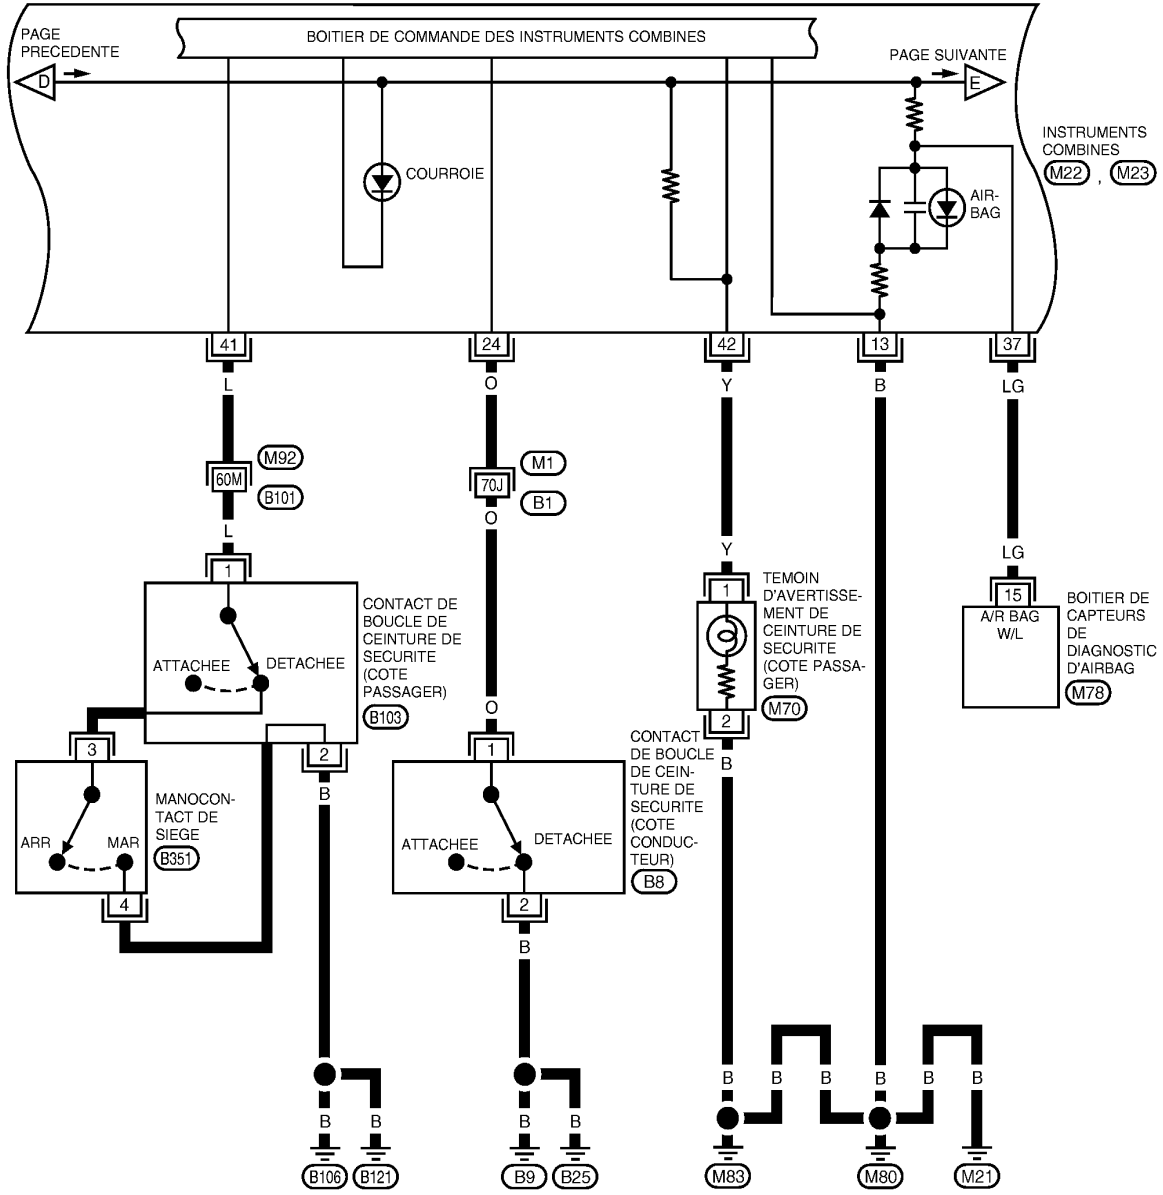 PAGE
PRECEDENTE
D
BOITIER DE COMMANDE DES INSTRUMENTS COMBINES
PAGE SUIVANTE
E
INSTRUMENTS
COMBINES
M22 , M23
COURROIE
AIR-
BAG
41
24
42
13
37
L
O
Y
B
LG
60M
M92
B101
70J
M1
B1
L
O
Y
LG
1
CONTACT DE
BOUCLE DE
CEINTURE DE
SECURITE
(COTE
PASSAGER)
B103
ATTACHEE
DETACHEE
2
B
3
ARR
MAR
4
MANOCON-
TACT DE
SIEGE
B351
O
1
ATTACHEE
DETACHEE
2
B
CONTACT
DE BOUCLE
DE CEIN-
TURE DE
SECURITE
(COTE
CONDUC-
TEUR)
B8
1
2
B
TEMOIN
D'AVERTISSE-
MENT DE
CEINTURE DE
SECURITE
(COTE PASSA-
GER)
M70
15
A/R BAG
W/L
BOITIER DE
CAPTEURS
DE
DIAGNOSTIC
D'AIRBAG
M78
B
B
B
B
B
B
B
B
B
B
B106
B121
B9
B25
M83
M80
M21